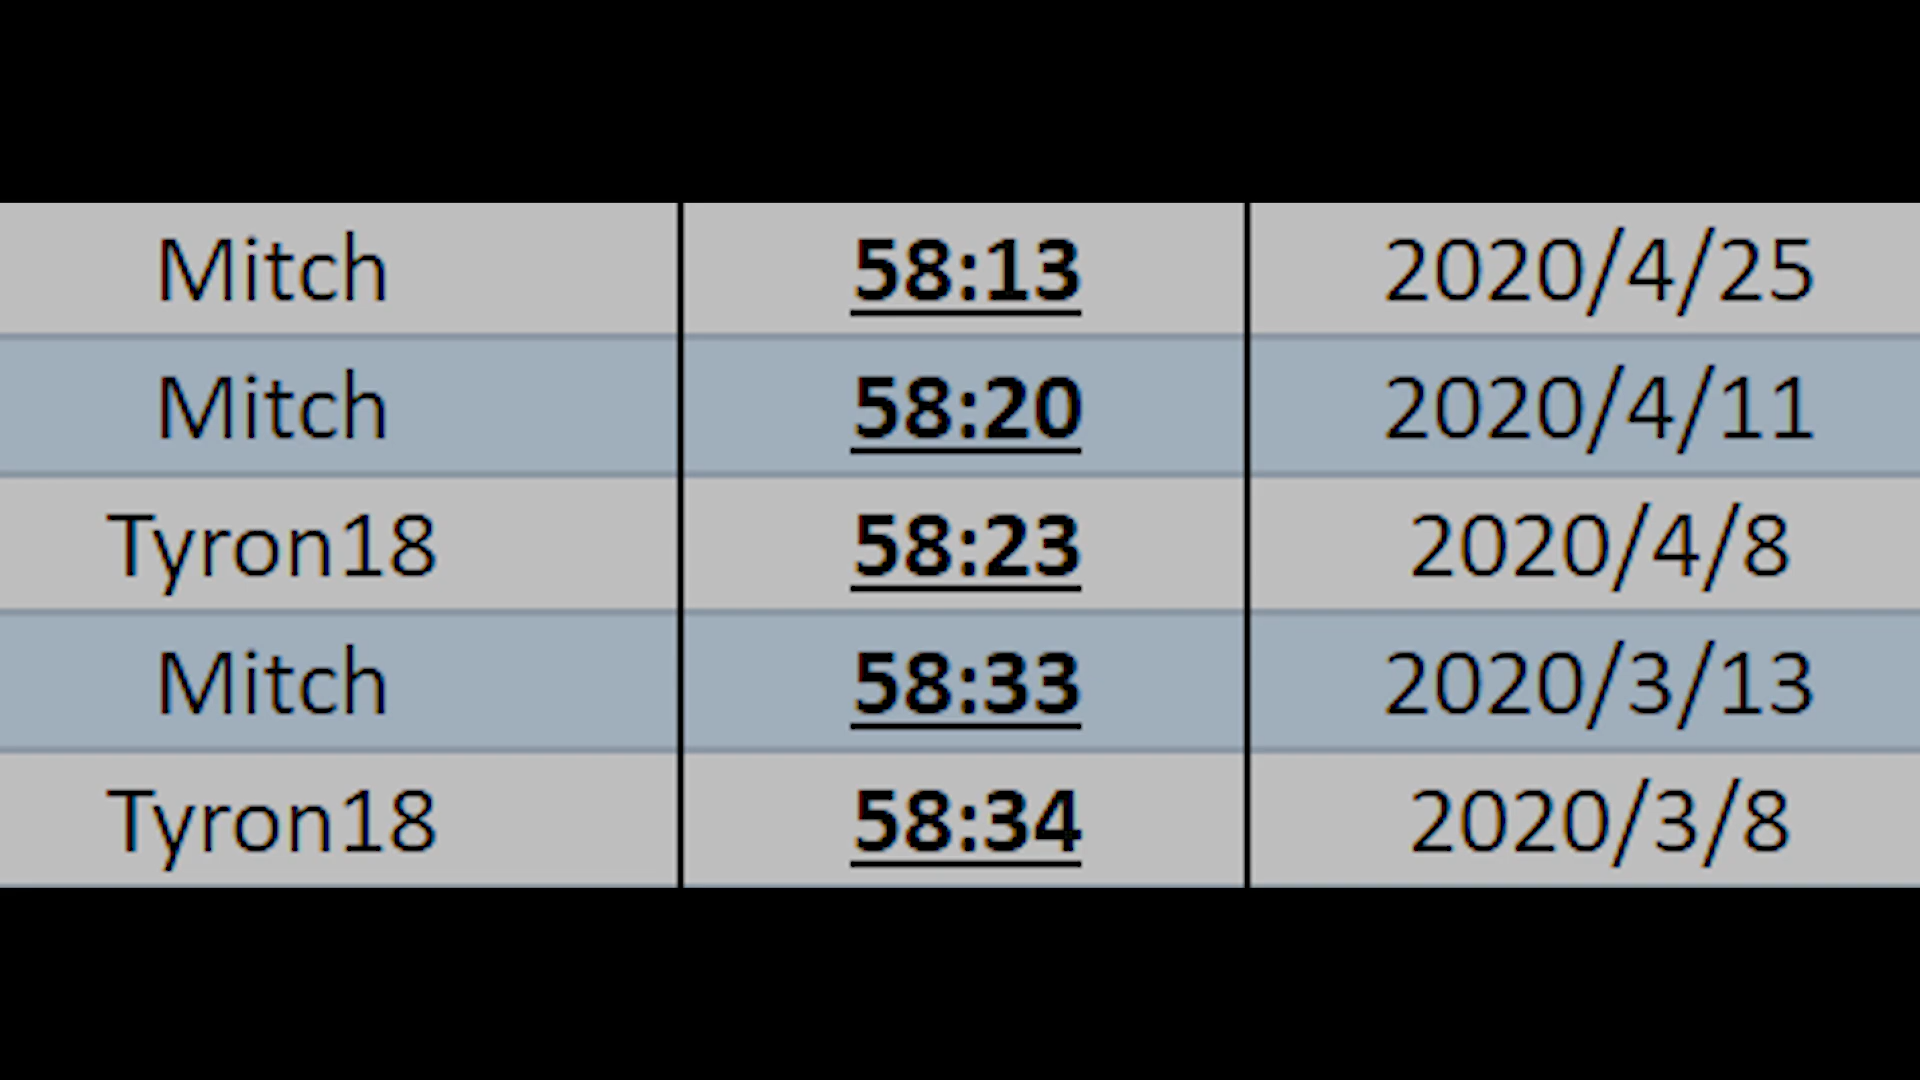 Mitch 58:13 2020/4/25
Mitch 58:20 2020/4/11
Tyron18 58:23 2020/4/8
Mitch 58:33 2020/3/13
Tyron18 58:34 2020/3/8